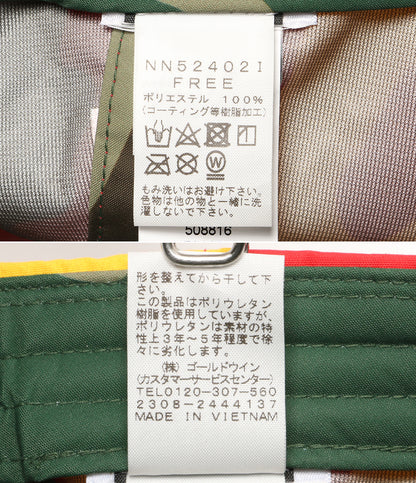 NN52402I
FREE
ポリエステル 100%
(コーティング等樹脂加工)
もみ洗いはお避け下さい。
色物は他の物と一緒に洗
濯しないで下さい。
508816
形を整えてから干して下
さい。
この製品はポリウレタン
樹脂を使用していますが、
ポリウレタンは素材の特
性上3年〜5年程度で徐
々に劣化します。
(株)ゴールドウイン
(カスタマーサービスセンター)
TEL0120-307-560
2308-2444137
MADE IN VIETNAM